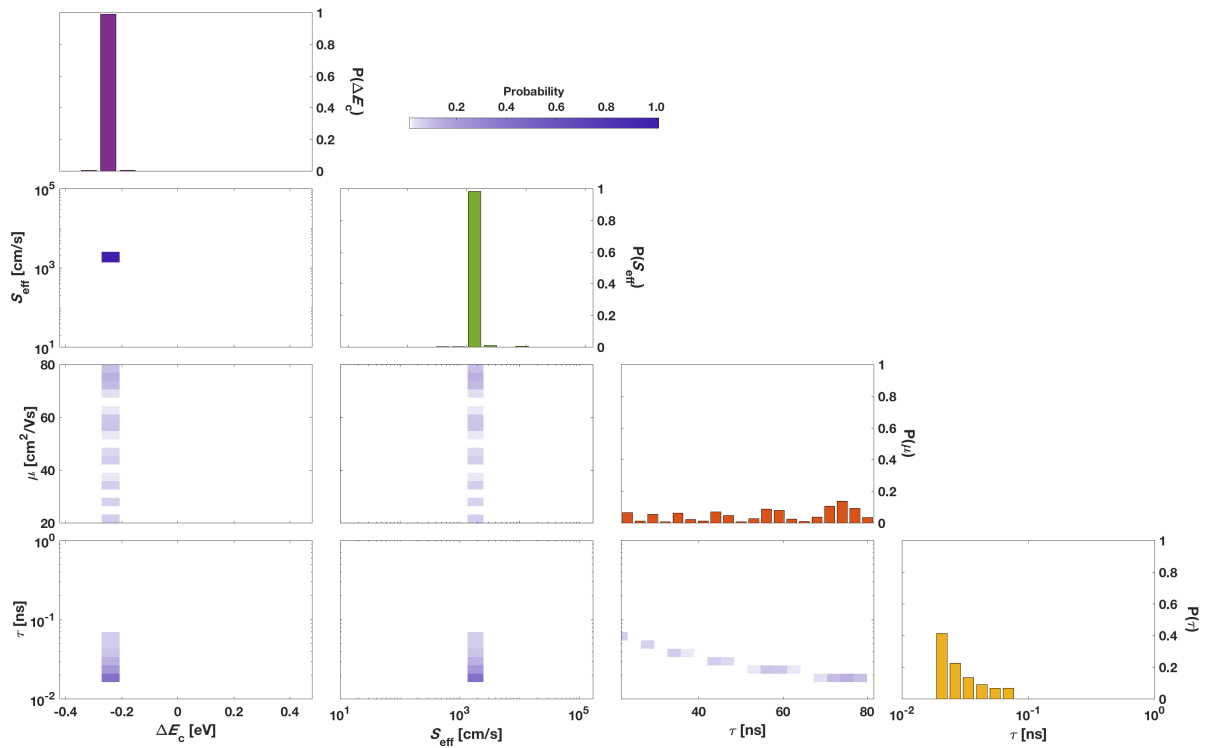 1
0.8
0.6
0.4
0.2
0
P(ΔE_c)
Probability
0.2 0.4 0.6 0.8 1.0
10^5
10^3
10^1
S_eff [cm/s]
1
0.8
0.6
0.4
0.2
0
P(S_eff)
80
60
40
20
μ [cm^2/Vs]
1
0.8
0.6
0.4
0.2
0
P(μ)
10^0
10^-1
10^-2
τ [ns]
-0.4 -0.2 0 0.2 0.4
ΔE_c [eV]
10^1 10^3 10^5
S_eff [cm/s]
40 60 80
τ [ns]
1
0.8
0.6
0.4
0.2
0
P(τ)
10^-2 10^-1 10^0
τ [ns]